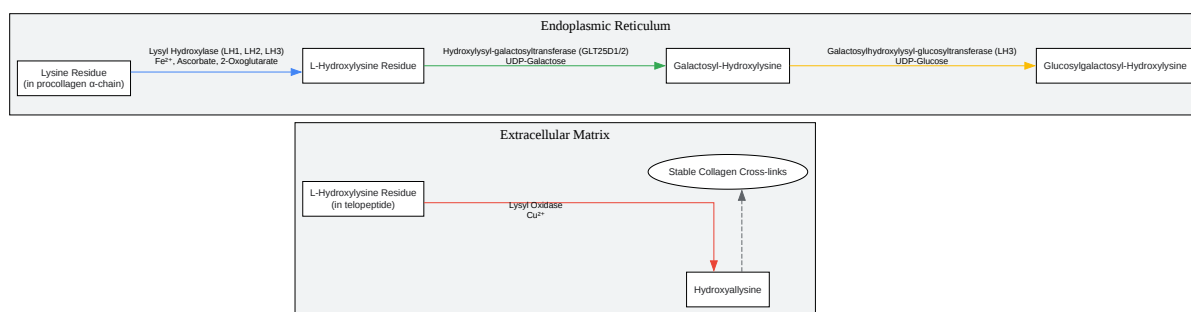 Endoplasmic Reticulum
Lysine Residue
(in procollagen α-chain)
Lysyl Hydroxylase (LH1, LH2, LH3)
Fe²⁺, Ascorbate, 2-Oxoglutarate
L-Hydroxylysine Residue
Hydroxylysyl-galactosyltransferase (GLT25D1/2)
UDP-Galactose
Galactosyl-Hydroxylysine
Galactosylhydroxylysyl-glucosyltransferase (LH3)
UDP-Glucose
Glucosylgalactosyl-Hydroxylysine
Extracellular Matrix
L-Hydroxylysine Residue
(in telopeptide)
Lysyl Oxidase
Cu²⁺
Stable Collagen Cross-links
Hydroxyallysine